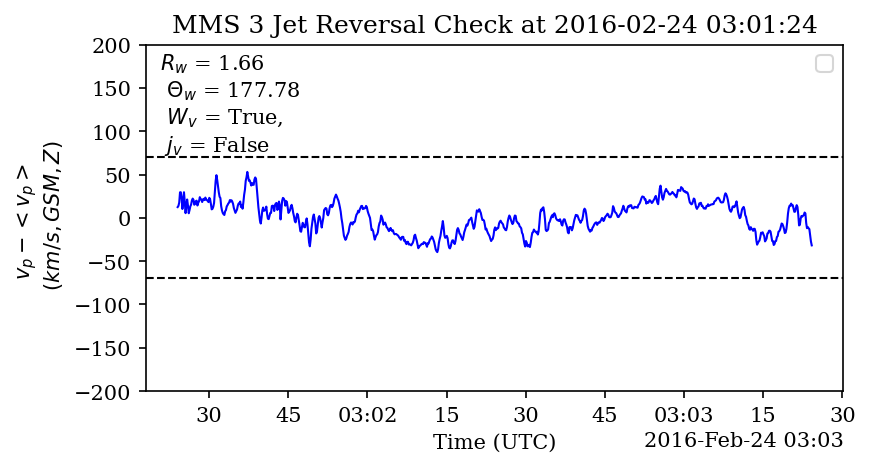 MMS 3 Jet Reversal Check at 2016-02-24 03:01:24
R_w = 1.66
Θ_w = 177.78
W_v = True,
j_v = False
v_p − < v_p >
(km/s, GSM, Z)
200
150
100
50
0
−50
−100
−150
−200
30 45 03:02 15 30 45 03:03 15 30
Time (UTC)
2016-Feb-24 03:03